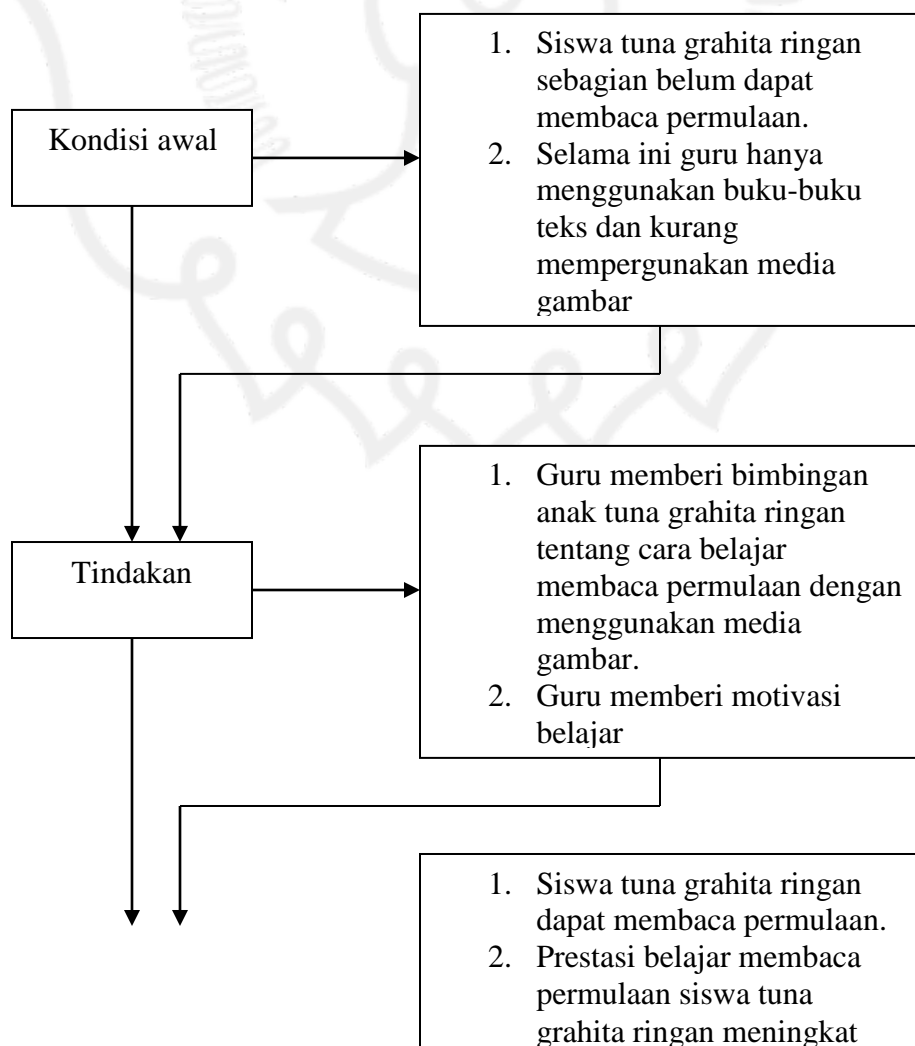 1. Siswa tuna grahita ringan
sebagian belum dapat
membaca permulaan.
2. Selama ini guru hanya
menggunakan buku-buku
teks dan kurang
mempergunakan media
gambar
Kondisi awal
1. Guru memberi bimbingan
anak tuna grahita ringan
tentang cara belajar
membaca permulaan dengan
menggunakan media
gambar.
2. Guru memberi motivasi
belajar
Tindakan
1. Siswa tuna grahita ringan
dapat membaca permulaan.
2. Prestasi belajar membaca
permulaan siswa tuna
grahita ringan meningkat